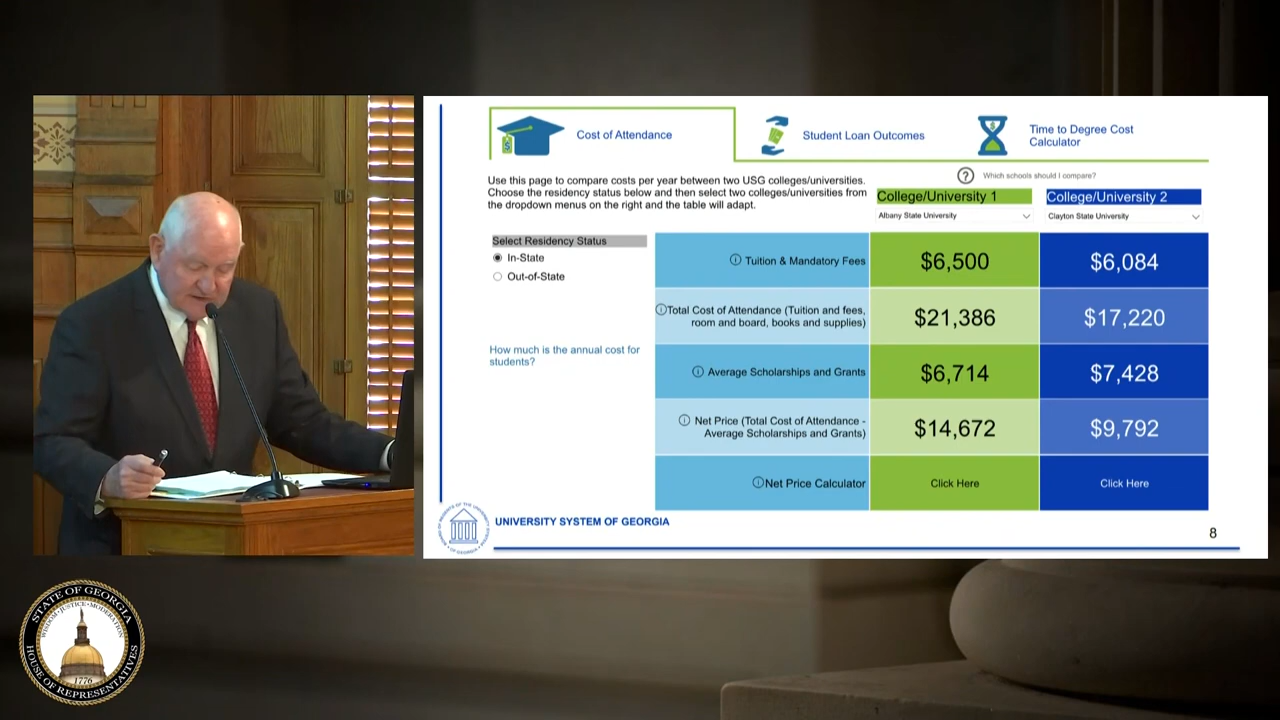 Cost of Attendance
Student Loan Outcomes
Time to Degree Cost
Calculator
Which schools should I compare?
Use this page to compare costs per year between two USG colleges/universities.
Choose the residency status below and then select two colleges/universities from
the dropdown menus on the right and the table will adapt.
College/University 1
College/University 2
Albany State University
Clayton State University
Select Residency Status
In-State
Out-of-State
How much is the annual cost for
students?
Tuition & Mandatory Fees
$6,500
$6,084
Total Cost of Attendance (Tuition and fees,
room and board, books and supplies)
$21,386
$17,220
Average Scholarships and Grants
$6,714
$7,428
Net Price (Total Cost of Attendance -
Average Scholarships and Grants)
$14,672
$9,792
Net Price Calculator
Click Here
Click Here
UNIVERSITY SYSTEM OF GEORGIA
8
STATE OF GEORGIA
WISDOM • JUSTICE • MODERATION
1776
HOUSE OF REPRESENTATIVES